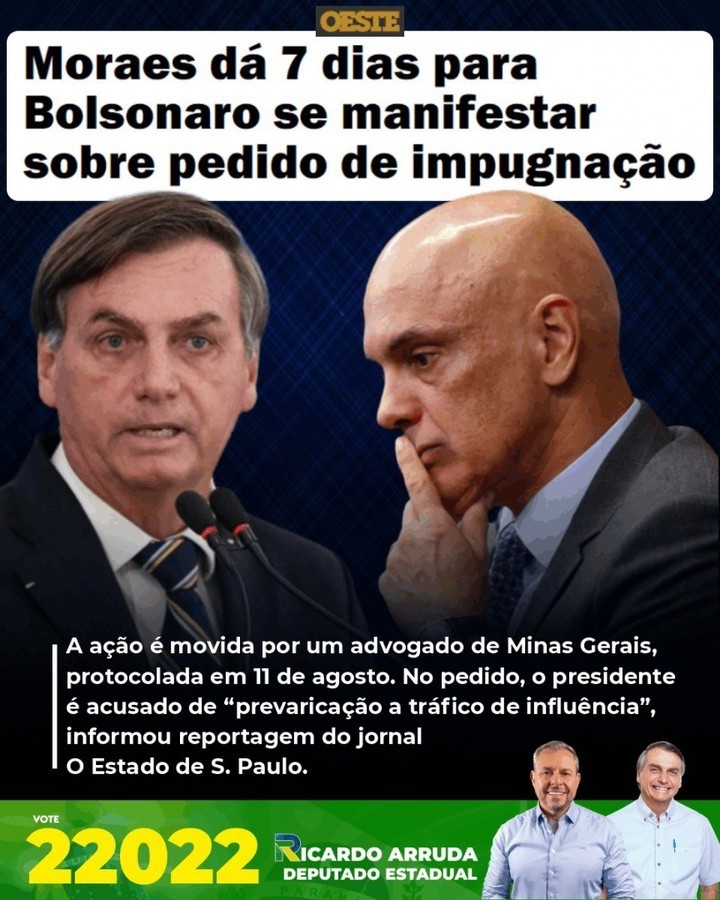 OESTE
Moraes dá 7 dias para
Bolsonaro se manifestar
sobre pedido de impugnação
A ação é movida por um advogado de Minas Gerais,
protocolada em 11 de agosto. No pedido, o presidente
é acusado de “prevaricação a tráfico de influência”,
informou reportagem do jornal
O Estado de S. Paulo.
VOTE
22022
RICARDO ARRUDA
DEPUTADO ESTADUAL
PARANÁ